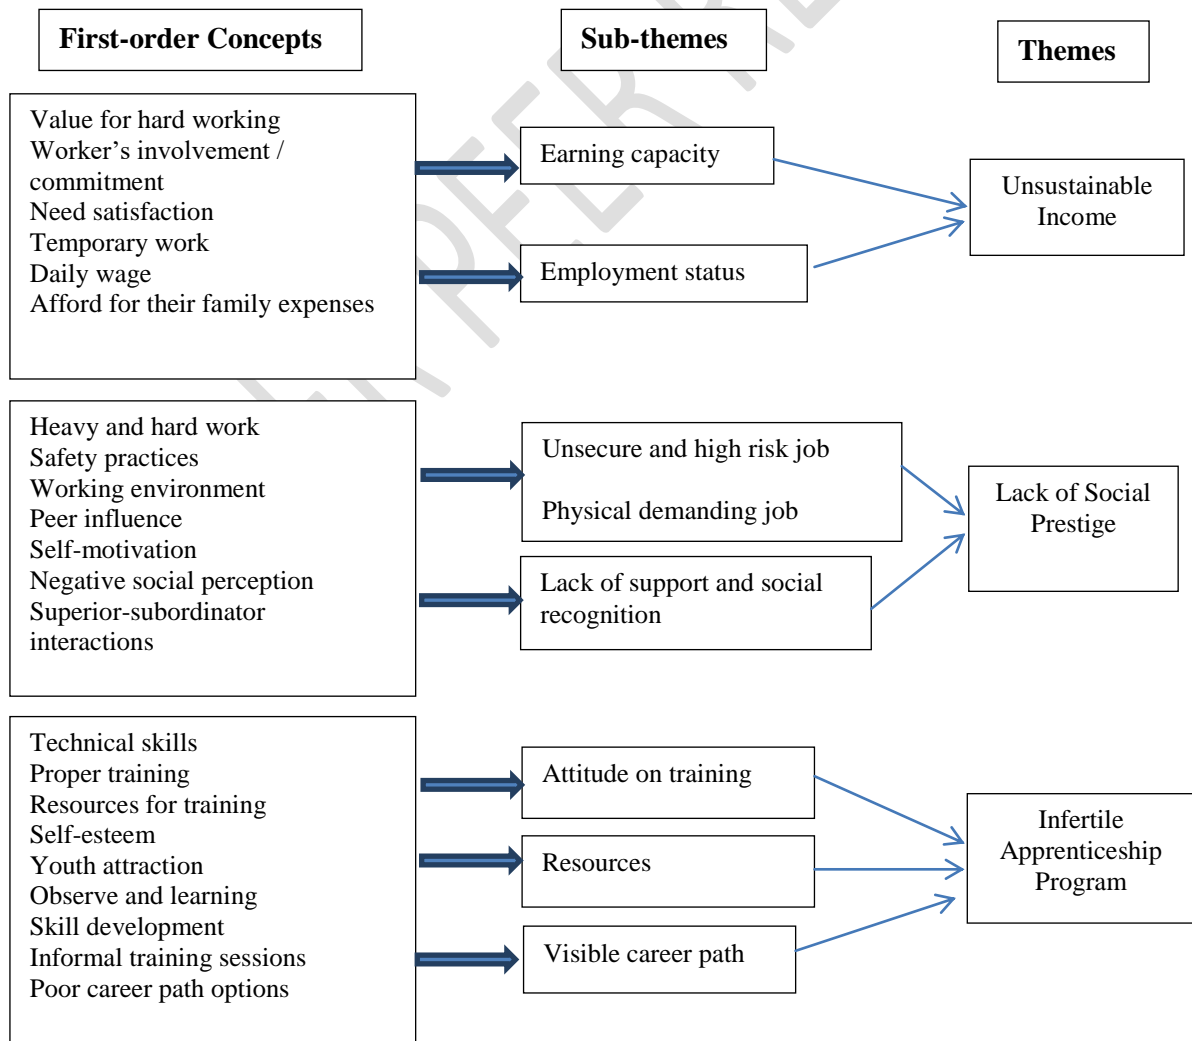 First-order Concepts
Sub-themes
Themes
Value for hard working
Worker's involvement /
commitment
Need satisfaction
Temporary work
Daily wage
Afford for their family expenses
Earning capacity
Employment status
Unsustainable
Income
Heavy and hard work
Safety practices
Working environment
Peer influence
Self-motivation
Negative social perception
Superior-subordinator
interactions
Unsecure and high risk job
Physical demanding job
Lack of support and social
recognition
Lack of Social
Prestige
Technical skills
Proper training
Resources for training
Self-esteem
Youth attraction
Observe and learning
Skill development
Informal training sessions
Poor career path options
Attitude on training
Resources
Visible career path
Infertile
Apprenticeship
Program
PEER